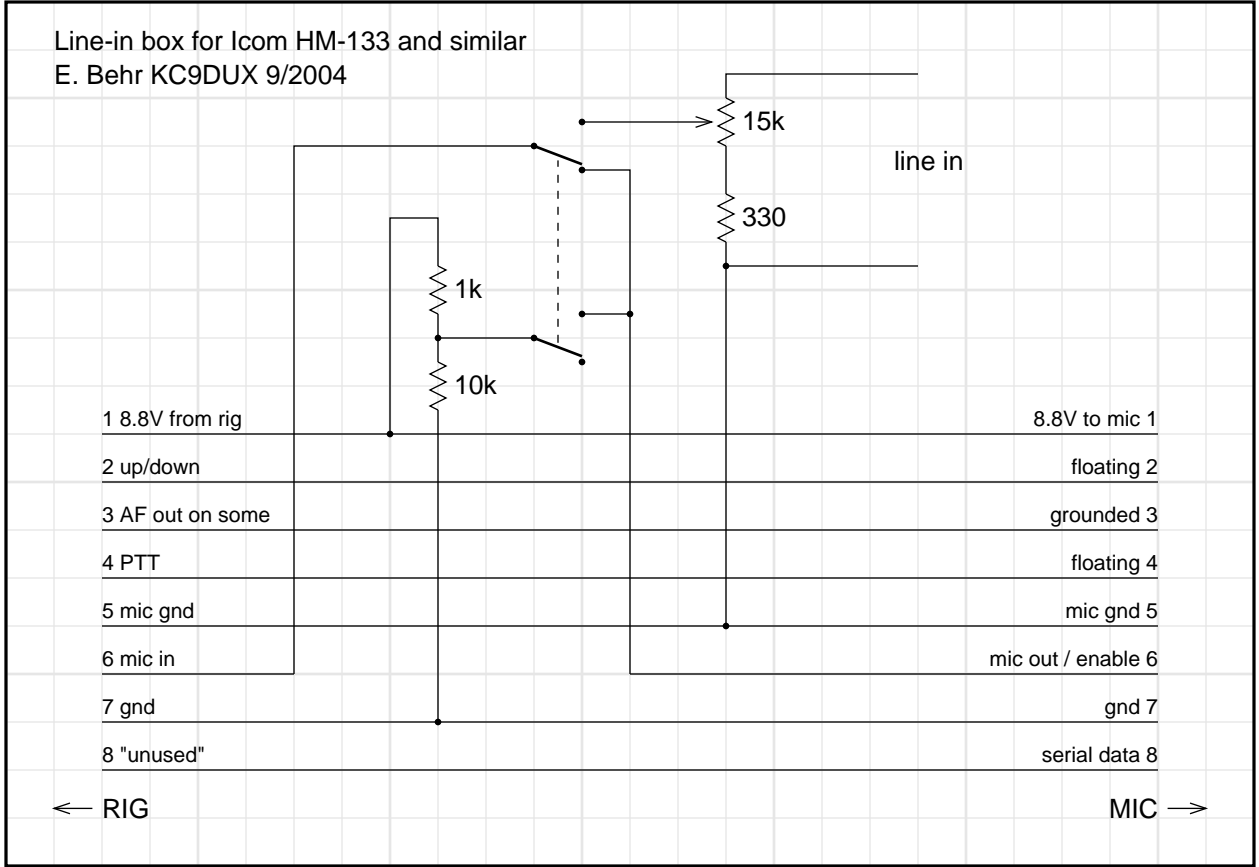 Line-in box for Icom HM-133 and similar
E. Behr KC9DUX 9/2004
15k
line in
330
1k
10k
1 8.8V from rig
8.8V to mic 1
2 up/down
floating 2
3 AF out on some
grounded 3
4 PTT
floating 4
5 mic gnd
mic gnd 5
6 mic in
mic out / enable 6
7 gnd
gnd 7
8 "unused"
serial data 8
RIG
MIC